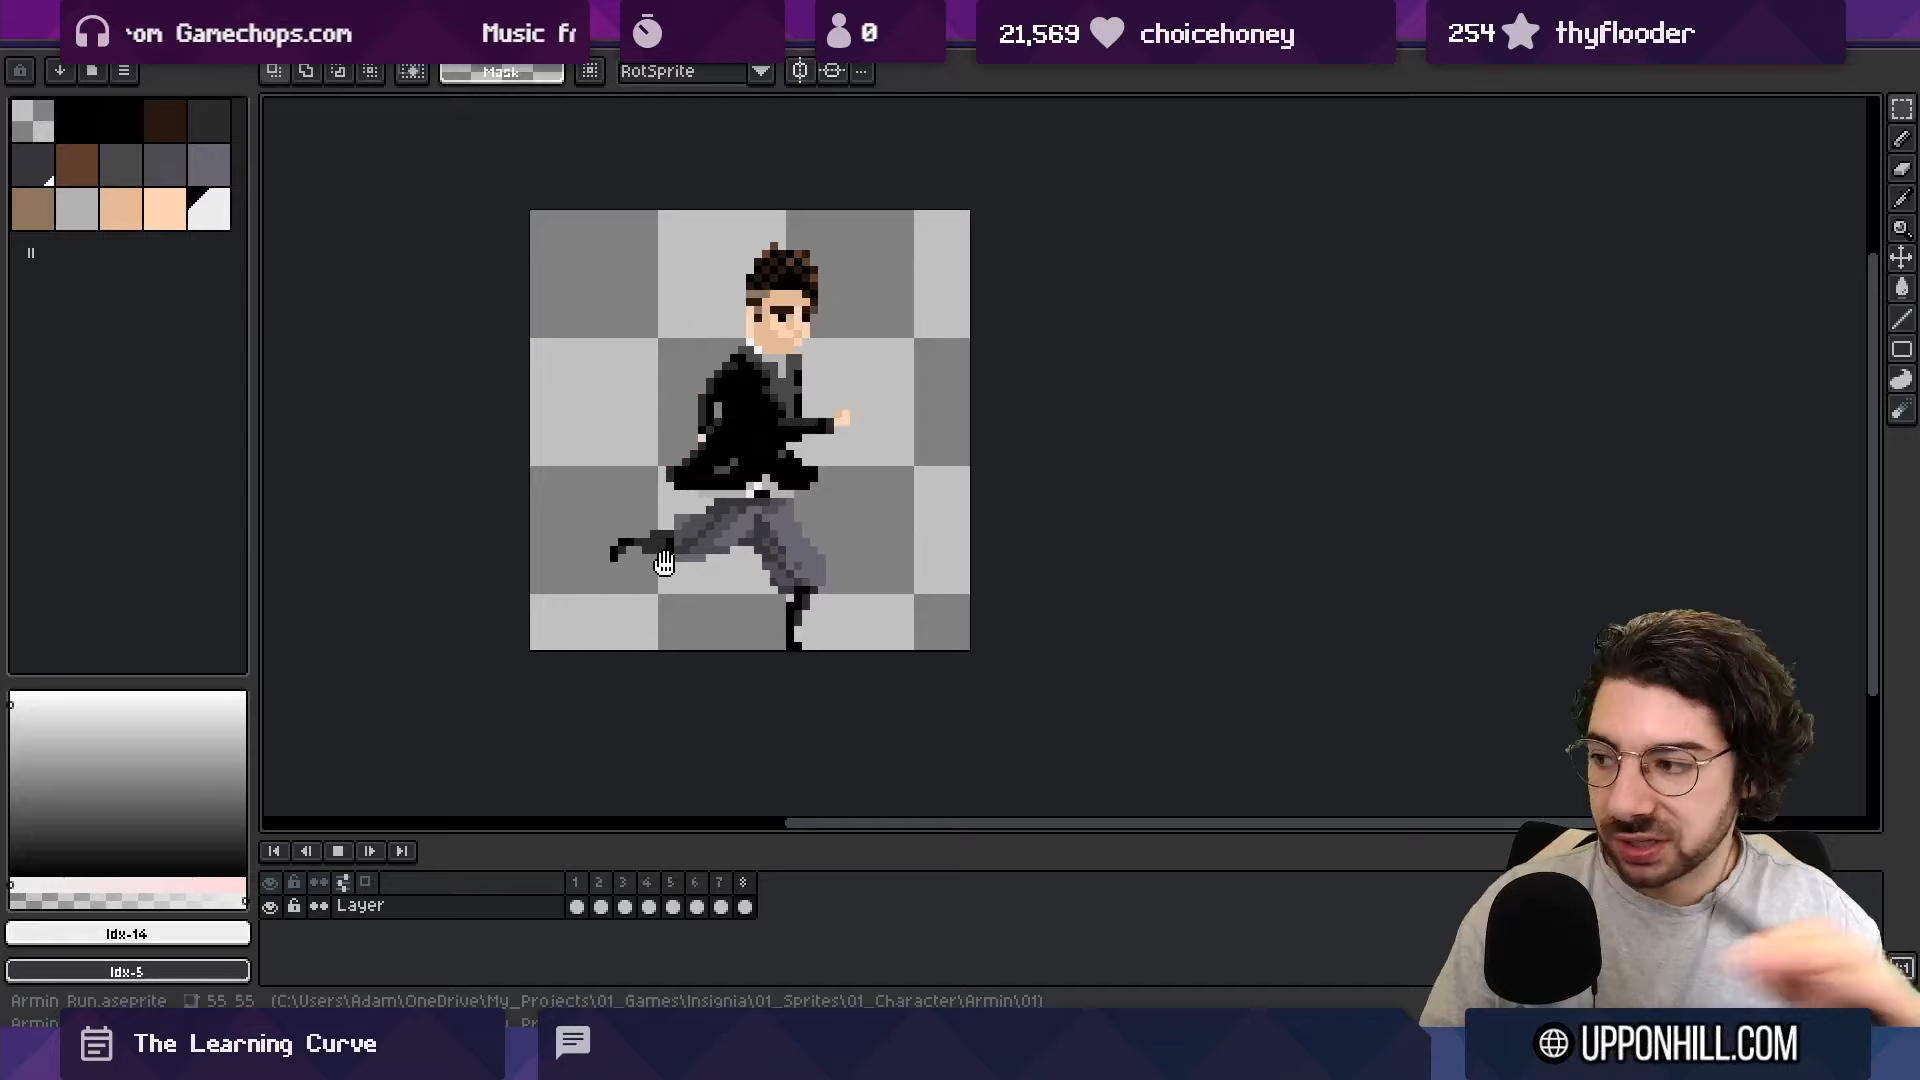 om Gamechops.com Music fr
0
21,569 choicehoney
254 thyflooder
Mask
RotSprite
1 2 3 4 5 6 7 8
Layer
Idx-14
Idx-5
Armin Run.aseprite 55 55 (C:\Users\Adam\OneDrive\My_Projects\01_Games\Insignia\01_Sprites\01_Character\Armin\01)
Armin
The Learning Curve
UPPONHILL.COM